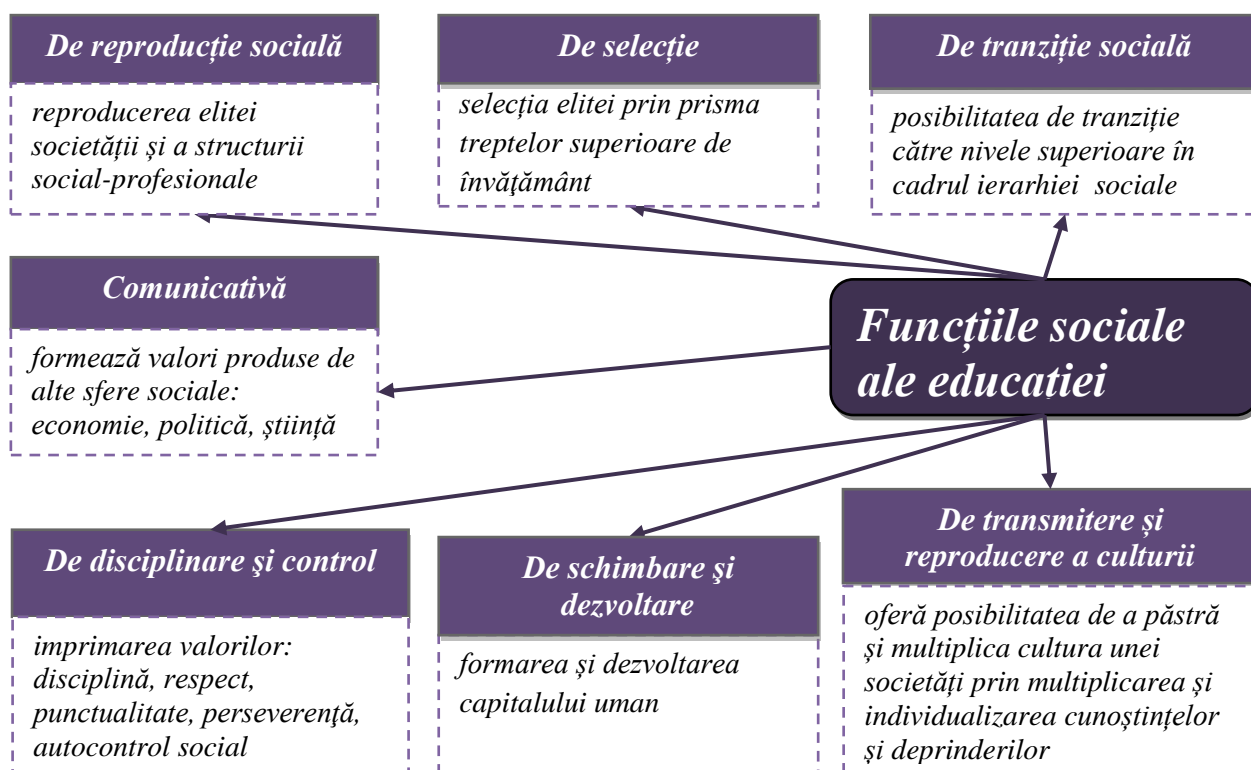 De reproducție socială
reproducerea elitei
societății și a structurii
social-profesionale
De selecție
selecția elitei prin prisma
treptelor superioare de
învăţământ
De tranziție socială
posibilitatea de tranziție
către nivele superioare în
cadrul ierarhiei sociale
Comunicativă
formează valori produse de
alte sfere sociale:
economie, politică, știință
Funcțiile sociale
ale educației
De disciplinare şi control
imprimarea valorilor:
disciplină, respect,
punctualitate, perseverenţă,
autocontrol social
De schimbare şi
dezvoltare
formarea și dezvoltarea
capitalului uman
De transmitere și
reproducere a culturii
oferă posibilitatea de a păstră
și multiplica cultura unei
societăți prin multiplicarea și
individualizarea cunoștințelor
și deprinderilor